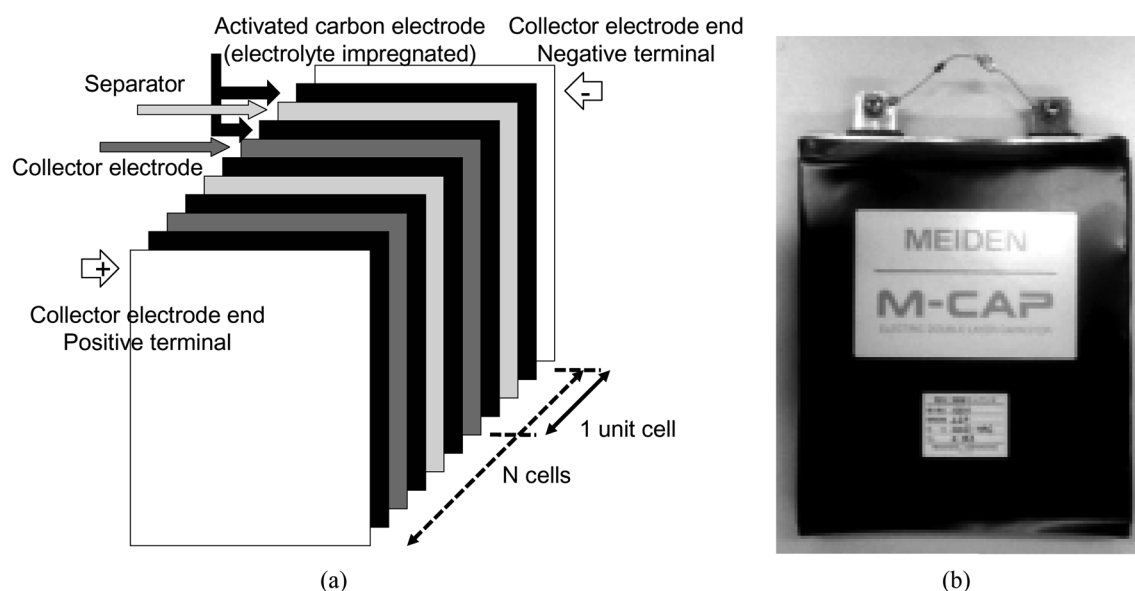 Activated carbon electrode
(electrolyte impregnated)
Collector electrode end
Negative terminal
Separator
-
Collector electrode
+
Collector electrode end
Positive terminal
1 unit cell
N cells
(a)
MEIDEN
M-CAP
ELECTRIC DOUBLE LAYER CAPACITOR
(b)